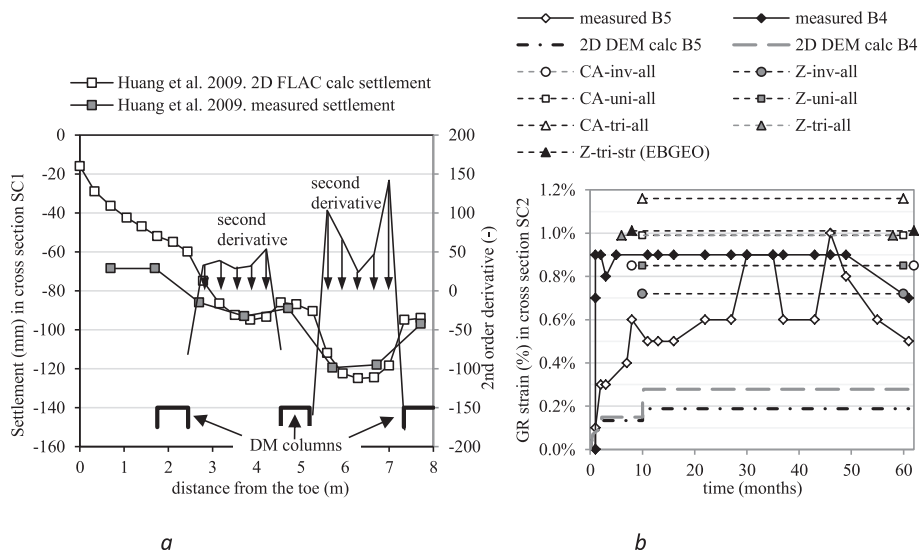 Huang et al. 2009. 2D FLAC calc settlement
Huang et al. 2009. measured settlement
Settlement (mm) in cross section SC1
0
-20
-40
-60
-80
-100
-120
-140
-160
200
150
100
50
0
-50
-100
-150
-200
2nd order derivative (-)
second
derivative
second
derivative
DM columns
0 1 2 3 4 5 6 7 8
distance from the toe (m)
a
measured B5 measured B4
2D DEM calc B5 2D DEM calc B4
CA-inv-all Z-inv-all
CA-uni-all Z-uni-all
CA-tri-all Z-tri-all
Z-tri-str (EBGEO)
GR strain (%) in cross section SC2
1.2%
1.0%
0.8%
0.6%
0.4%
0.2%
0.0%
0 10 20 30 40 50 60
time (months)
b